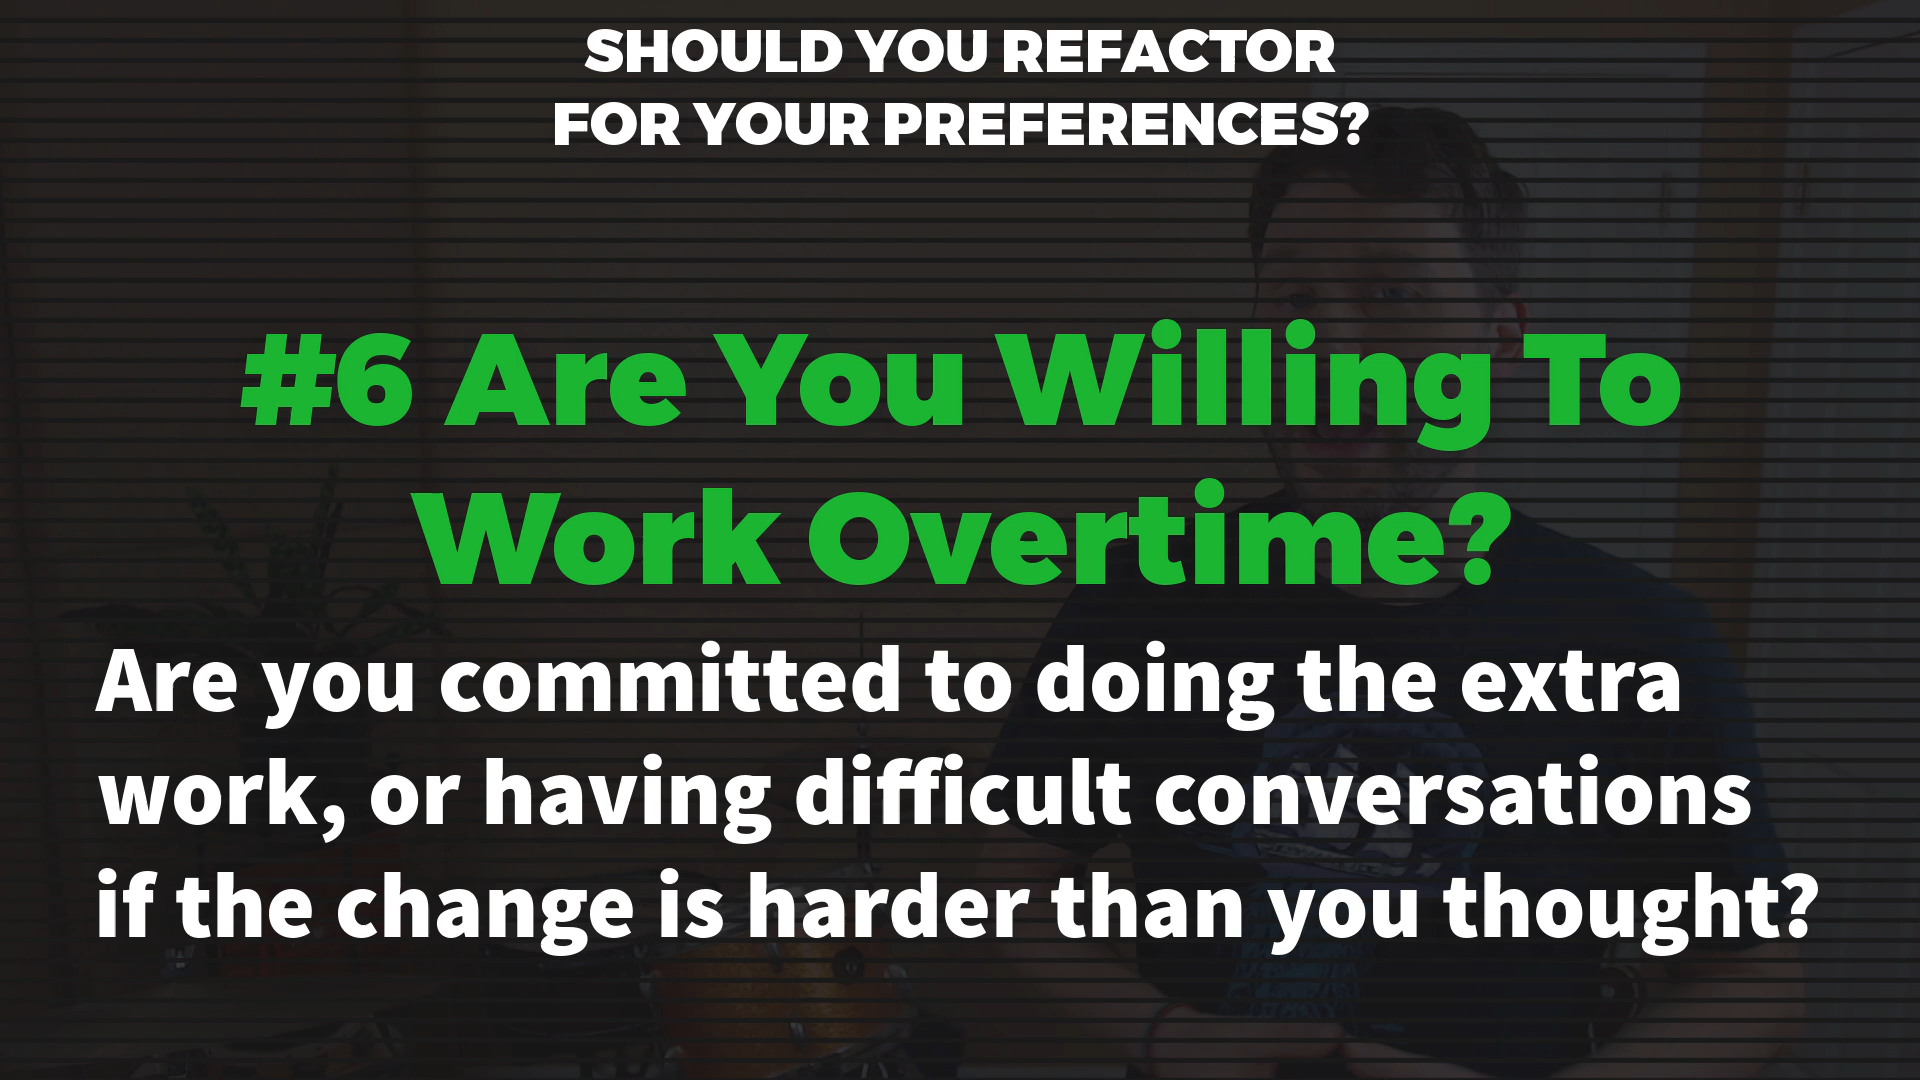 SHOULD YOU REFACTOR
FOR YOUR PREFERENCES?
#6 Are You Willing To
Work Overtime?
Are you committed to doing the extra
work, or having difficult conversations
if the change is harder than you thought?